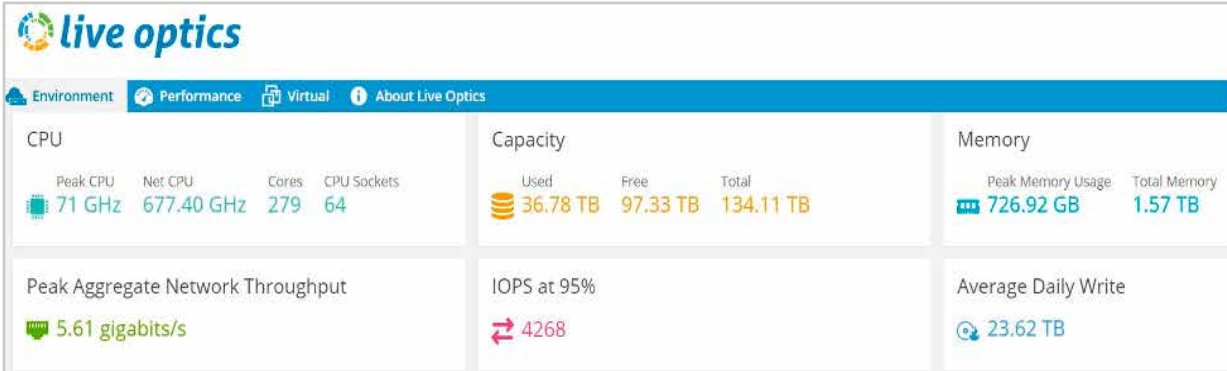 live optics
Environment Performance Virtual About Live Optics
CPU
Peak CPU Net CPU Cores CPU Sockets
71 GHz 677.40 GHz 279 64
Capacity
Used Free Total
36.78 TB 97.33 TB 134.11 TB
Memory
Peak Memory Usage Total Memory
726.92 GB 1.57 TB
Peak Aggregate Network Throughput
5.61 gigabits/s
IOPS at 95%
4268
Average Daily Write
23.62 TB